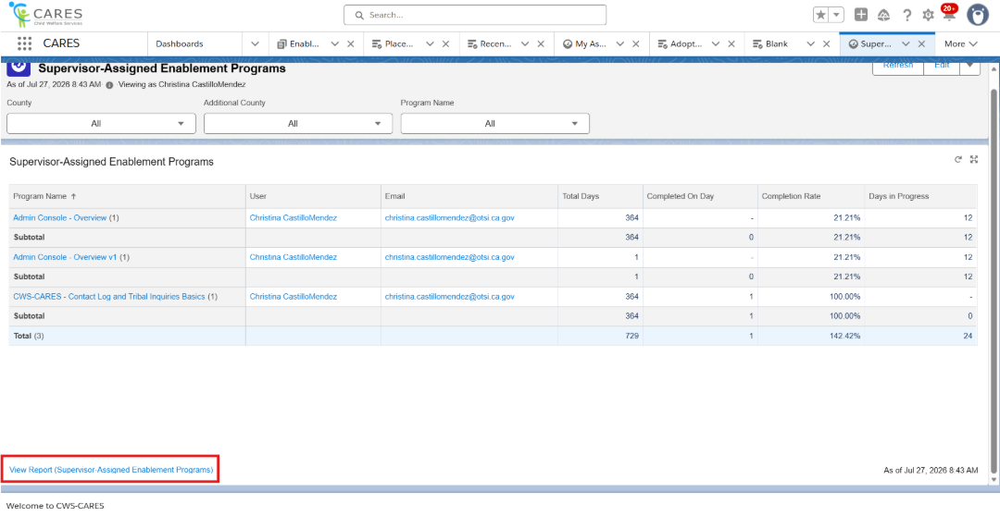 CARES
Child Welfare Services
Search...
20+
CARES
Dashboards
Enabl...
Place...
Recen...
My As...
Adopt...
Blank
Super...
More
Supervisor-Assigned Enablement Programs
Refresh
Edit
As of Jul 27, 2026 8:43 AM Viewing as Christina CastilloMendez
County
Additional County
Program Name
All
All
All
Supervisor-Assigned Enablement Programs
Program Name ↑ User Email Total Days Completed On Day Completion Rate Days in Progress
Admin Console - Overview (1) Christina CastilloMendez christina.castillomendez@otsi.ca.gov 364 - 21.21% 12
Subtotal 364 0 21.21% 12
Admin Console - Overview v1 (1) Christina CastilloMendez christina.castillomendez@otsi.ca.gov 1 - 21.21% 12
Subtotal 1 0 21.21% 12
CWS-CARES - Contact Log and Tribal Inquiries Basics (1) Christina CastilloMendez christina.castillomendez@otsi.ca.gov 364 1 100.00% -
Subtotal 364 1 100.00% 0
Total (3) 729 1 142.42% 24
View Report (Supervisor-Assigned Enablement Programs)
As of Jul 27, 2026 8:43 AM
Welcome to CWS-CARES